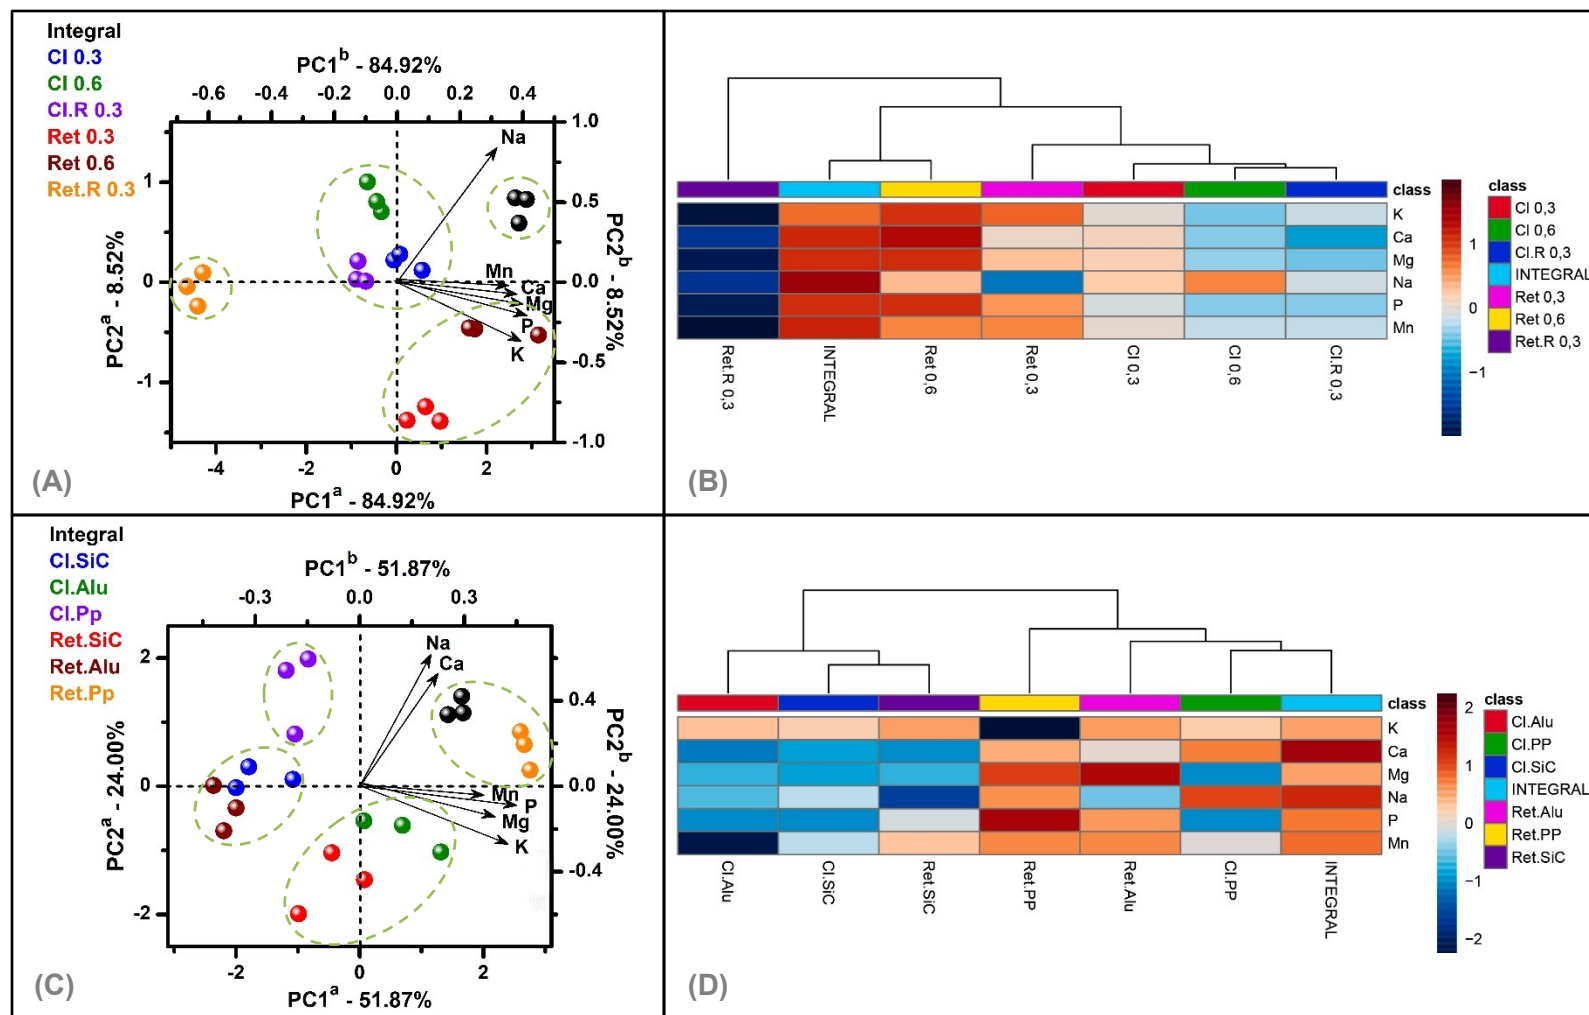 Integral
Cl 0.3
Cl 0.6
Cl.R 0.3
Ret 0.3
Ret 0.6
Ret.R 0.3
PC1b - 84.92%
-0.6 -0.4 -0.2 0.0 0.2 0.4
PC2a - 8.52%
1
0
-1
Na
Mn
Ca
Mg
P
K
1.0
0.5
0.0
-0.5
-1.0
PC2b - 8.52%
-4 -2 0 2
PC1a - 84.92%
(A)
class
K
Ca
Mg
Na
P
Mn
Ret.R 0,3
INTEGRAL
Ret 0,6
Ret 0,3
Cl 0,3
Cl 0,6
Cl.R 0,3
1
0
−1
class
Cl 0,3
Cl 0,6
Cl.R 0,3
INTEGRAL
Ret 0,3
Ret 0,6
Ret.R 0,3
(B)
Integral
Cl.SiC
Cl.Alu
Cl.Pp
Ret.SiC
Ret.Alu
Ret.Pp
PC1b - 51.87%
-0.3 0.0 0.3
PC2a - 24.00%
2
0
-2
Na
Ca
Mn
P
Mg
K
0.4
0.0
-0.4
PC2b - 24.00%
-2 0 2
PC1a - 51.87%
(C)
class
K
Ca
Mg
Na
P
Mn
Cl.Alu
Cl.SiC
Ret.SiC
Ret.PP
Ret.Alu
Cl.PP
INTEGRAL
2
1
0
−1
−2
class
Cl.Alu
Cl.PP
Cl.SiC
INTEGRAL
Ret.Alu
Ret.PP
Ret.SiC
(D)